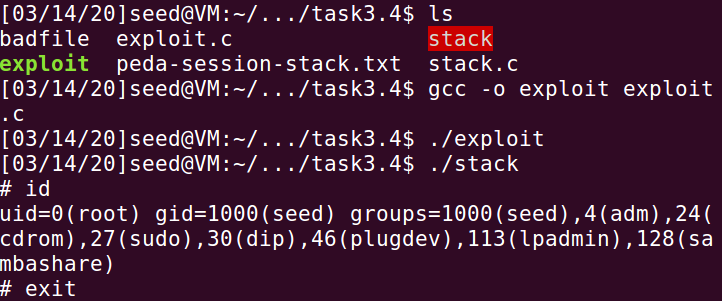 [03/14/20]seed@VM:~/.../task3.4$ ls
badfile  exploit.c               stack
exploit  peda-session-stack.txt  stack.c
[03/14/20]seed@VM:~/.../task3.4$ gcc -o exploit exploit
.c
[03/14/20]seed@VM:~/.../task3.4$ ./exploit
[03/14/20]seed@VM:~/.../task3.4$ ./stack
# id
uid=0(root) gid=1000(seed) groups=1000(seed),4(adm),24(
cdrom),27(sudo),30(dip),46(plugdev),113(lpadmin),128(sa
mbashare)
# exit